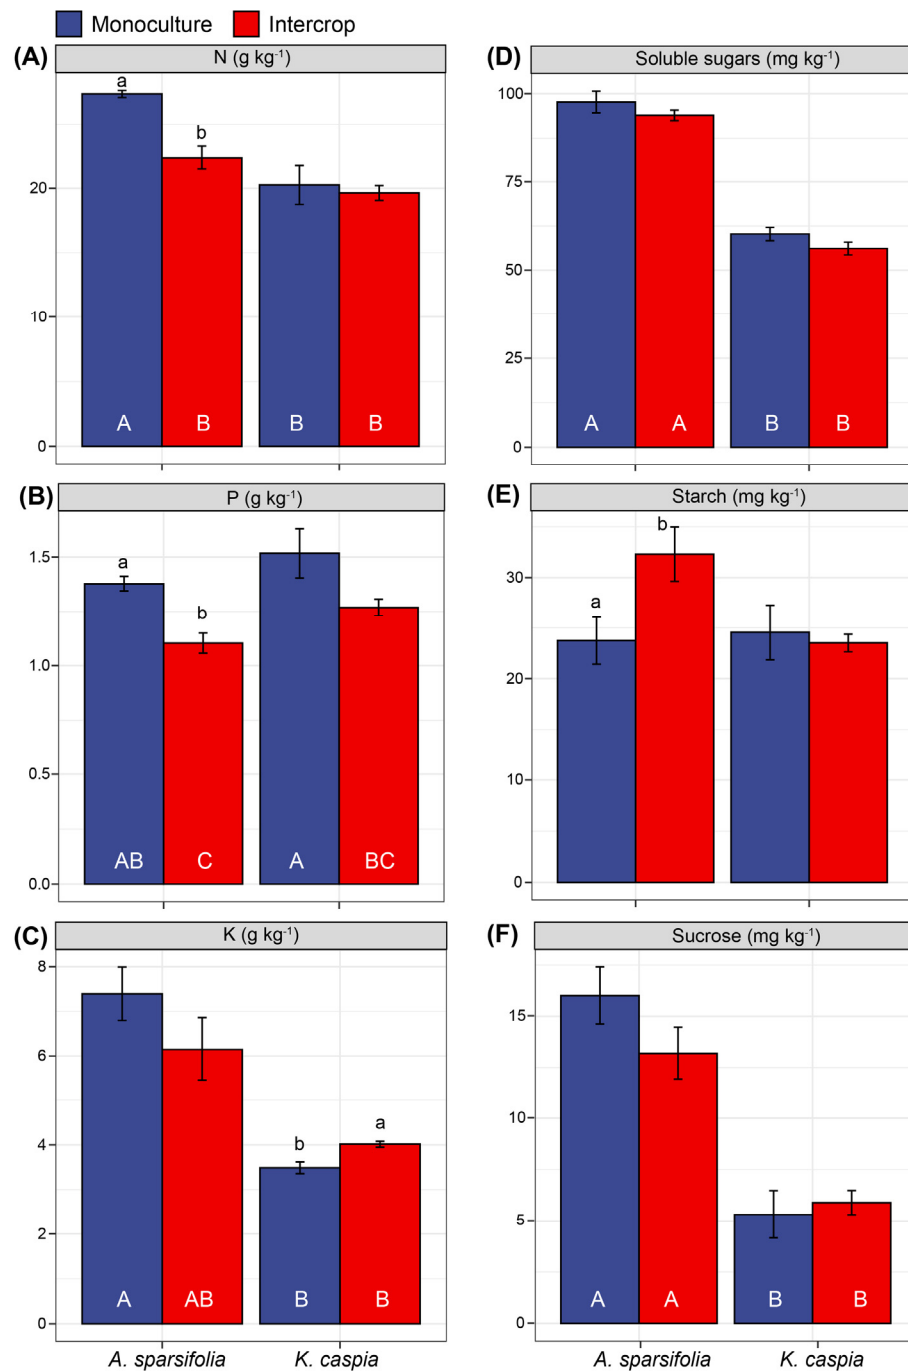 Monoculture Intercrop
(A) N (g kg⁻¹)
a
b
20
10
0
A B B B
(D) Soluble sugars (mg kg⁻¹)
100
75
50
25
0
A A B B
(B) P (g kg⁻¹)
a
b
1.5
1.0
0.5
0.0
AB C A BC
(E) Starch (mg kg⁻¹)
b
a
30
20
10
0
(C) K (g kg⁻¹)
8
6
4
2
0
b
a
A AB B B
A. sparsifolia K. caspia
(F) Sucrose (mg kg⁻¹)
15
10
5
0
A A B B
A. sparsifolia K. caspia